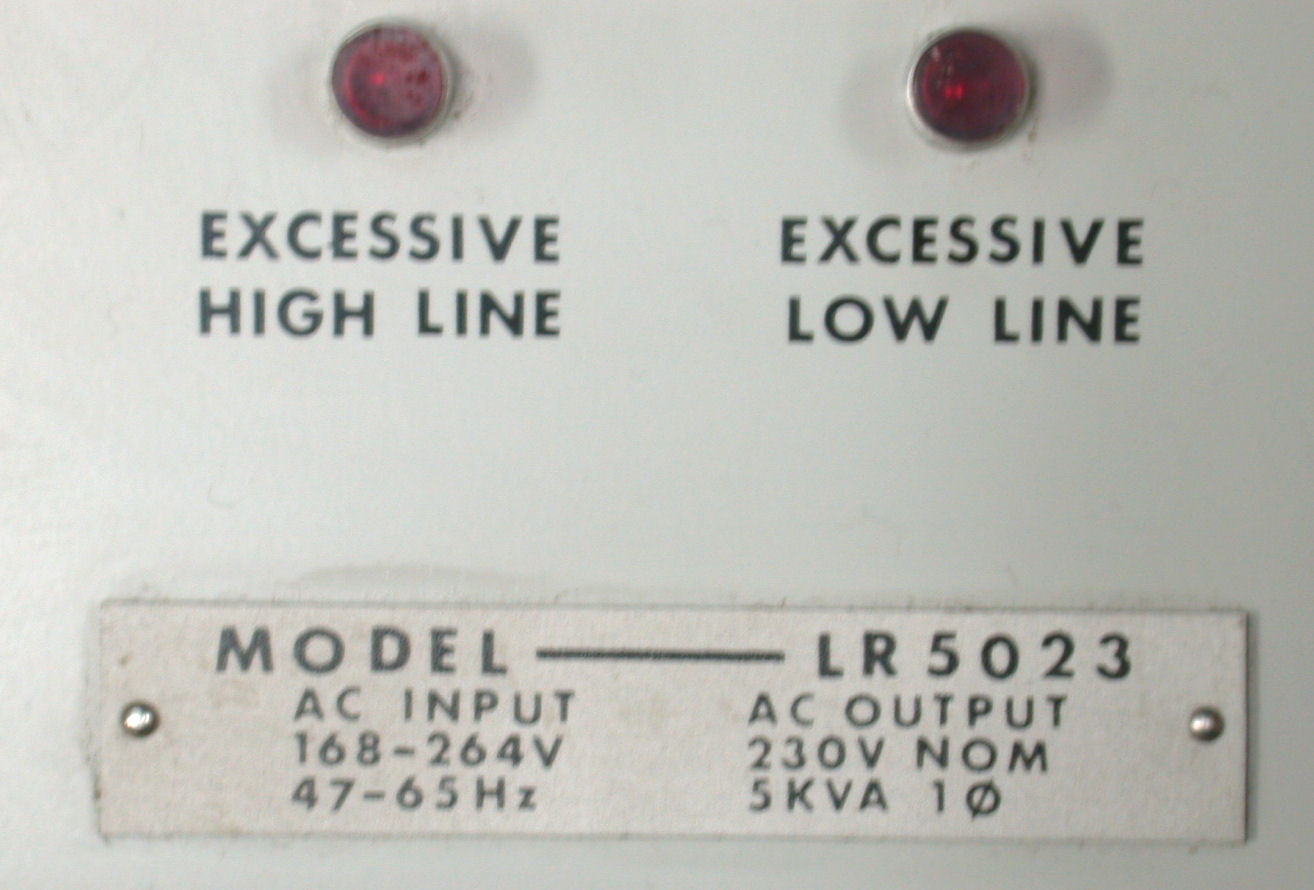 EXCESSIVE
HIGH LINE
EXCESSIVE
LOW LINE
MODEL — LR5023
AC INPUT
168-264V
47-65Hz
AC OUTPUT
230V NOM
5KVA 1Ø